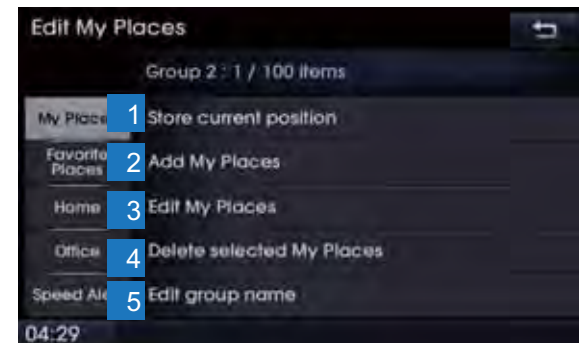 Edit My Places
Group 2 : 1 / 100 items
My Place
1 Store current position
Favorite
Places
2 Add My Places
Home
3 Edit My Places
Office
4 Delete selected My Places
Speed Ale
5 Edit group name
04:29